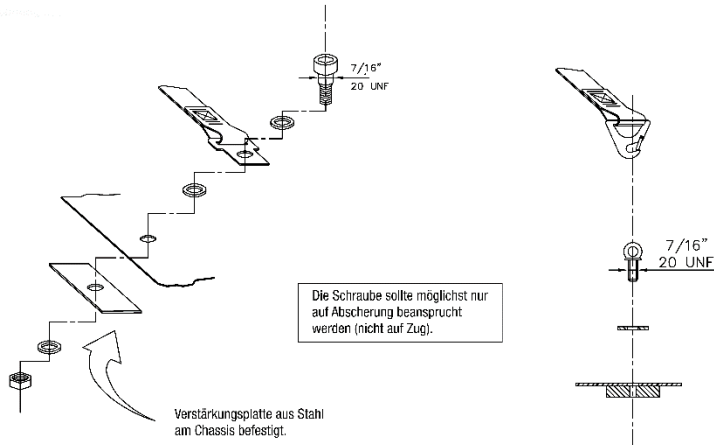 7/16"
20 UNF
7/16"
20 UNF
Die Schraube sollte möglichst nur
auf Abscherung beansprucht
werden (nicht auf Zug).
Verstärkungsplatte aus Stahl
am Chassis befestigt.